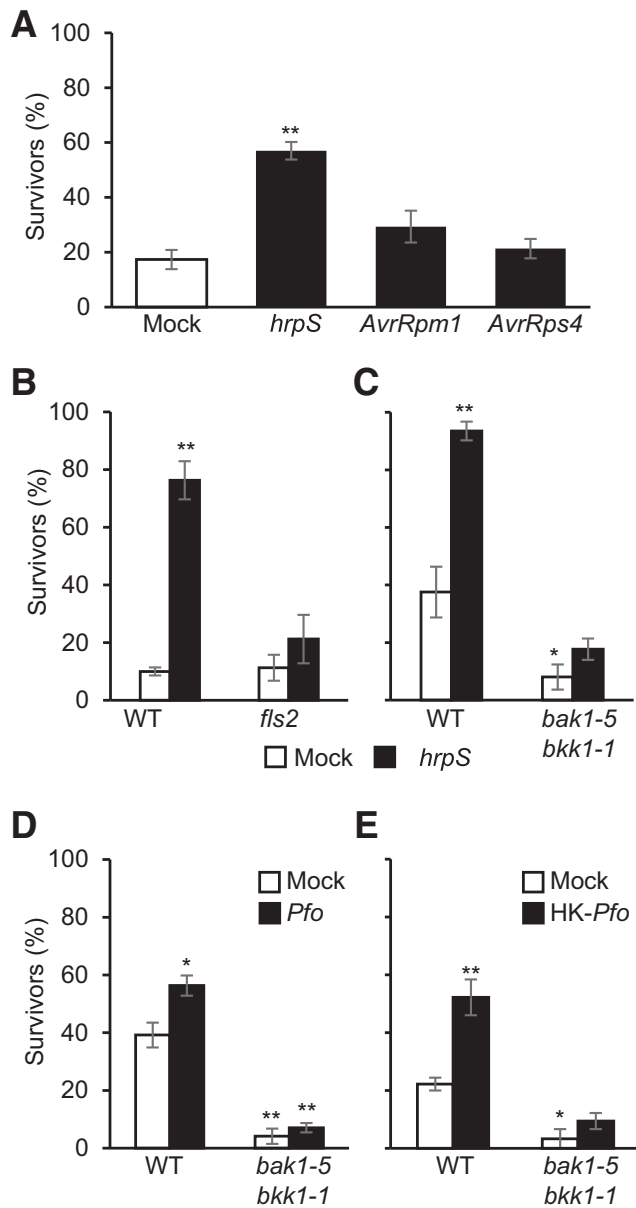 A
Survivors (%)
100
80
60
40
20
0
**
Mock hrpS AvrRpm1 AvrRps4
B
Survivors (%)
100
80
60
40
20
0
**
WT fls2
C
**
*
WT bak1-5
bkk1-1
Mock hrpS
D
Survivors (%)
100
80
60
40
20
0
Mock
Pfo
*
** **
WT bak1-5
bkk1-1
E
Mock
HK-Pfo
**
*
WT bak1-5
bkk1-1